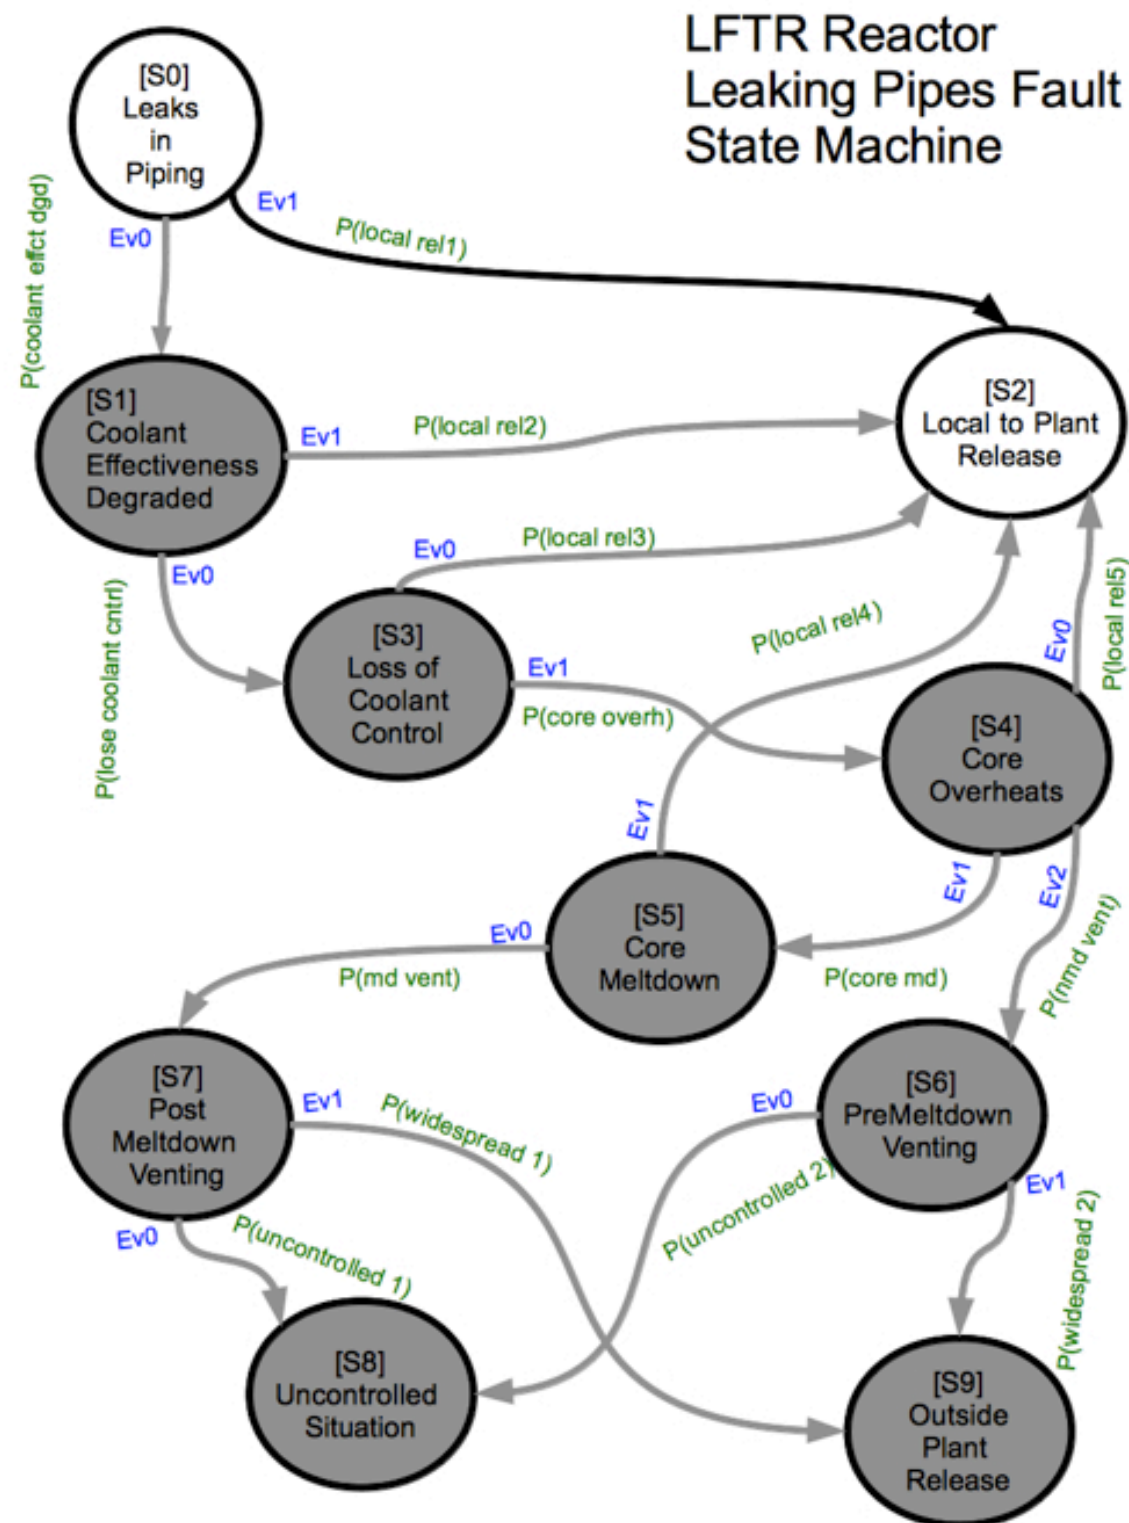 LFTR Reactor
Leaking Pipes Fault
State Machine
[S0]
Leaks
in
Piping
Ev1
P(local rel1)
Ev0
P(coolant effct dgd)
[S2]
Local to Plant
Release
[S1]
Coolant
Effectiveness
Degraded
Ev1
P(local rel2)
Ev0
P(lose coolant cntrl)
[S3]
Loss of
Coolant
Control
Ev0
P(local rel3)
Ev1
P(core overh)
P(local rel4)
Ev0
P(local rel5)
[S4]
Core
Overheats
Ev1
Ev1
P(core md)
Ev2
P(nmd vent)
[S5]
Core
Meltdown
Ev0
P(md vent)
[S7]
Post
Meltdown
Venting
Ev1
P(widespread 1)
Ev0
P(uncontrolled 1)
[S6]
PreMeltdown
Venting
Ev0
P(uncontrolled 2)
Ev1
P(widespread 2)
[S8]
Uncontrolled
Situation
[S9]
Outside
Plant
Release